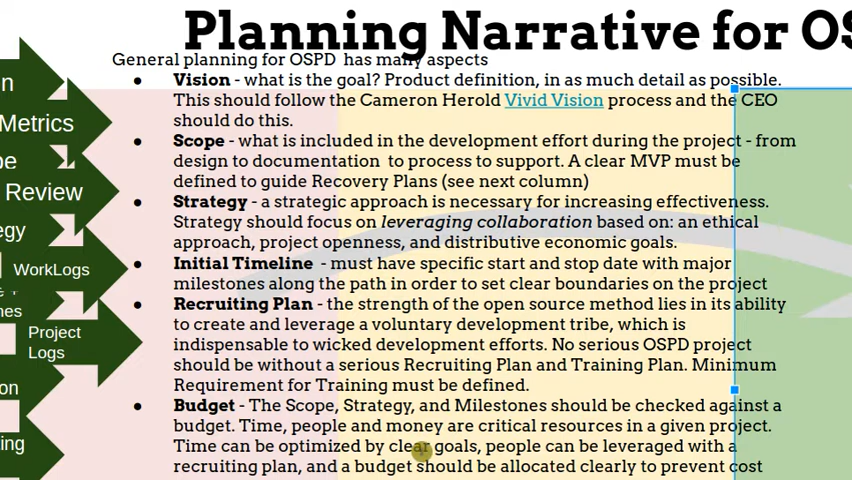 Planning Narrative for OS
General planning for OSPD  has many aspects
● Vision - what is the goal? Product definition, in as much detail as possible.
This should follow the Cameron Herold Vivid Vision process and the CEO
should do this.
● Scope - what is included in the development effort during the project - from
design to documentation  to process to support. A clear MVP must be
defined to guide Recovery Plans (see next column)
● Strategy - a strategic approach is necessary for increasing effectiveness.
Strategy should focus on leveraging collaboration based on: an ethical
approach, project openness, and distributive economic goals.
● Initial Timeline  - must have specific start and stop date with major
milestones along the path in order to set clear boundaries on the project
● Recruiting Plan - the strength of the open source method lies in its ability
to create and leverage a voluntary development tribe, which is
indispensable to wicked development efforts. No serious OSPD project
should be without a serious Recruiting Plan and Training Plan. Minimum
Requirement for Training must be defined.
● Budget - The Scope, Strategy, and Milestones should be checked against a
budget. Time, people and money are critical resources in a given project.
Time can be optimized by clear goals, people can be leveraged with a
recruiting plan, and a budget should be allocated clearly to prevent cost
n
Metrics
pe
Review
egy
WorkLogs
nes
Project
Logs
on
ting